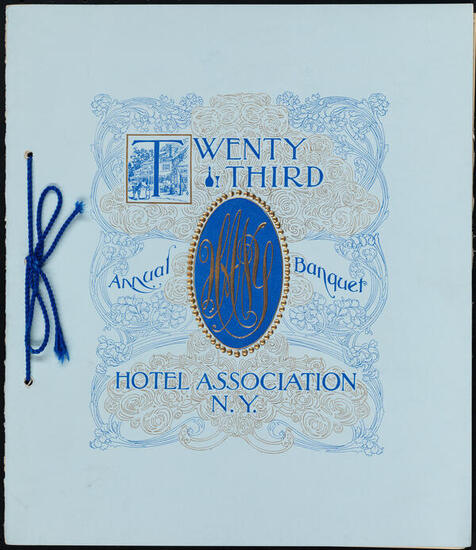 TWENTY
THIRD
Annual Banquet
HOTEL ASSOCIATION
N.Y.